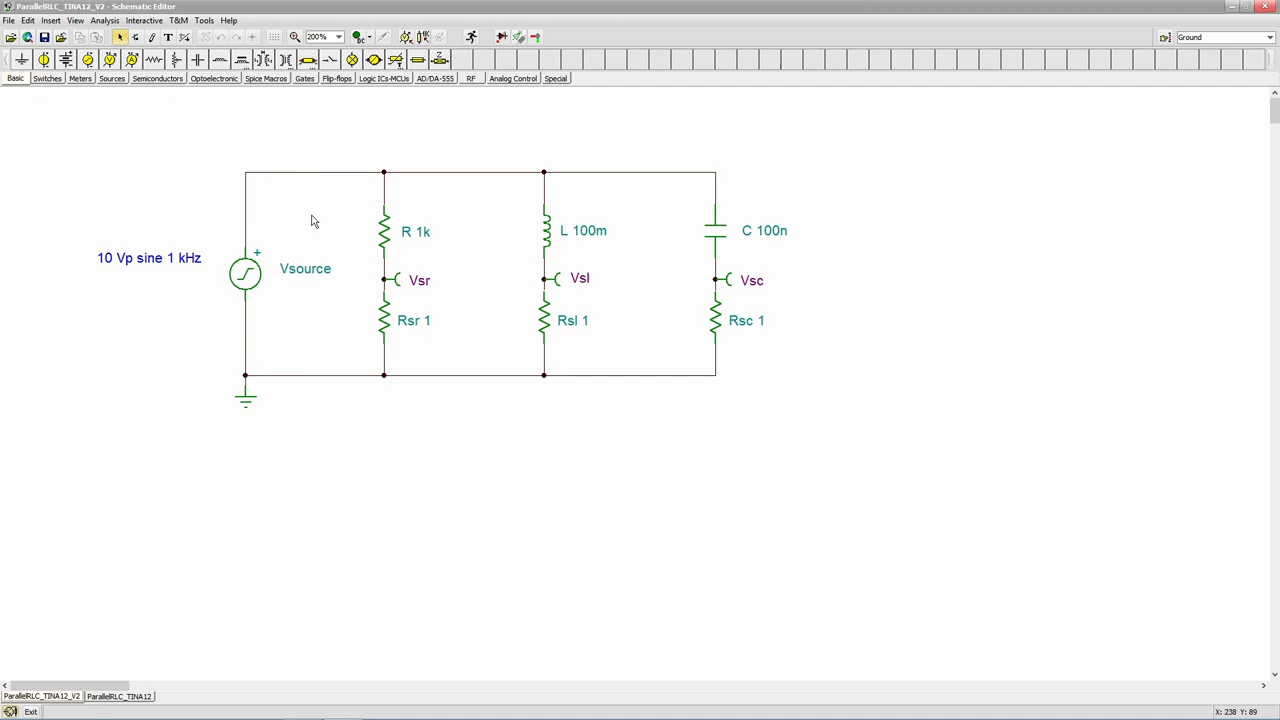 ParallelRLC_TINA12_V2 - Schematic Editor
File Edit Insert View Analysis Interactive T&M Tools Help
200%
DC
Ground
Basic Switches Meters Sources Semiconductors Optoelectronic Spice Macros Gates Flip-flops Logic ICs-MCUs AD/DA-555 RF Analog Control Special
R 1k
L 100m
C 100n
10 Vp sine 1 kHz
+
Vsource
Vsr
Vsl
Vsc
Rsr 1
Rsl 1
Rsc 1
ParallelRLC_TINA12_V2 ParallelRLC_TINA12
Exit
X: 238 Y: 89